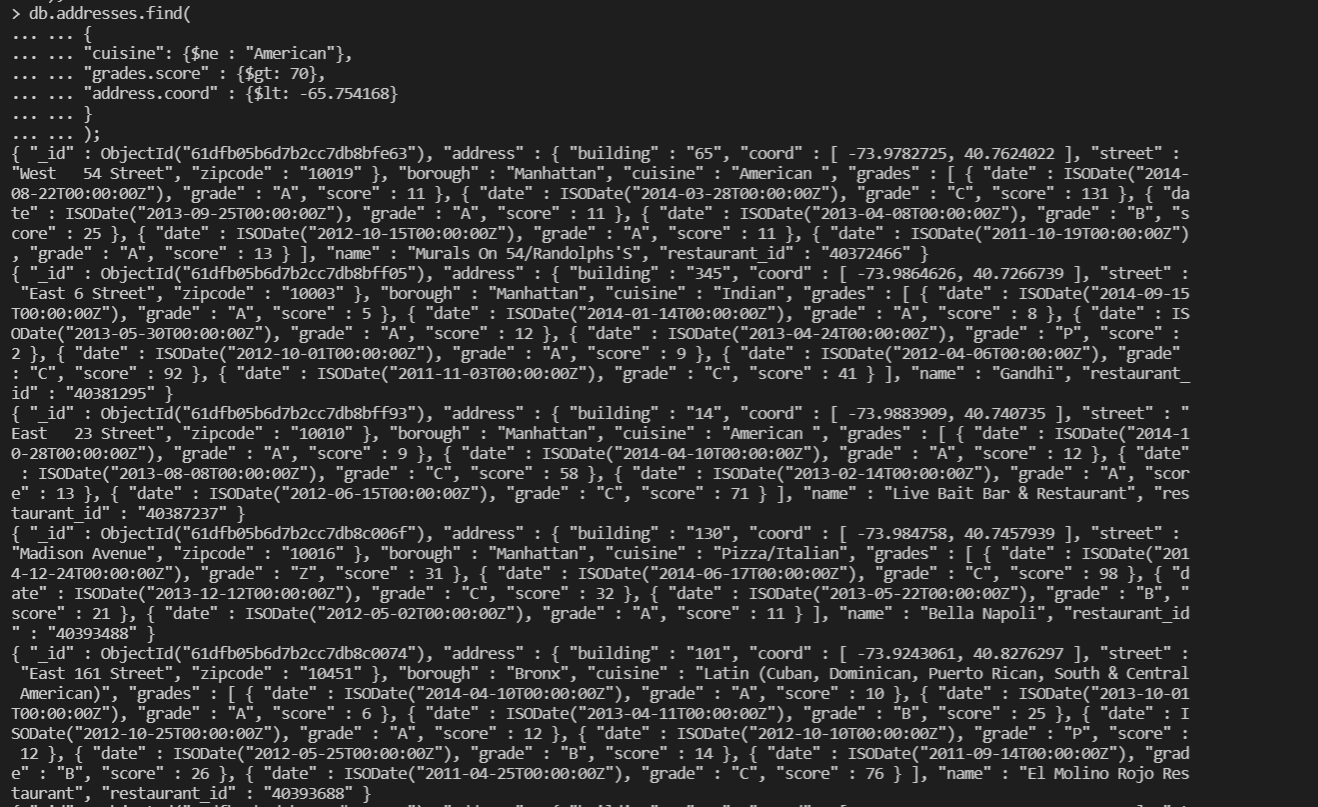 > db.addresses.find(
... ... {
... ... "cuisine": {$ne : "American"},
... ... "grades.score" : {$gt: 70},
... ... "address.coord" : {$lt: -65.754168}
... ... }
... ... );
{ "_id" : ObjectId("61dfb05b6d7b2cc7db8bfe63"), "address" : { "building" : "65", "coord" : [ -73.9782725, 40.7624022 ], "street" :
"West   54 Street", "zipcode" : "10019" }, "borough" : "Manhattan", "cuisine" : "American ", "grades" : [ { "date" : ISODate("2014-
08-22T00:00:00Z"), "grade" : "A", "score" : 11 }, { "date" : ISODate("2014-03-28T00:00:00Z"), "grade" : "C", "score" : 131 }, { "da
te" : ISODate("2013-09-25T00:00:00Z"), "grade" : "A", "score" : 11 }, { "date" : ISODate("2013-04-08T00:00:00Z"), "grade" : "B", "s
core" : 25 }, { "date" : ISODate("2012-10-15T00:00:00Z"), "grade" : "A", "score" : 11 }, { "date" : ISODate("2011-10-19T00:00:00Z")
, "grade" : "A", "score" : 13 } ], "name" : "Murals On 54/Randolphs'S", "restaurant_id" : "40372466" }
{ "_id" : ObjectId("61dfb05b6d7b2cc7db8bff05"), "address" : { "building" : "345", "coord" : [ -73.9864626, 40.7266739 ], "street" :
 "East 6 Street", "zipcode" : "10003" }, "borough" : "Manhattan", "cuisine" : "Indian", "grades" : [ { "date" : ISODate("2014-09-15
T00:00:00Z"), "grade" : "A", "score" : 5 }, { "date" : ISODate("2014-01-14T00:00:00Z"), "grade" : "A", "score" : 8 }, { "date" : IS
ODate("2013-05-30T00:00:00Z"), "grade" : "A", "score" : 12 }, { "date" : ISODate("2013-04-24T00:00:00Z"), "grade" : "P", "score" :
2 }, { "date" : ISODate("2012-10-01T00:00:00Z"), "grade" : "A", "score" : 9 }, { "date" : ISODate("2012-04-06T00:00:00Z"), "grade"
: "C", "score" : 92 }, { "date" : ISODate("2011-11-03T00:00:00Z"), "grade" : "C", "score" : 41 } ], "name" : "Gandhi", "restaurant_
id" : "40381295" }
{ "_id" : ObjectId("61dfb05b6d7b2cc7db8bff93"), "address" : { "building" : "14", "coord" : [ -73.9883909, 40.740735 ], "street" : "
East   23 Street", "zipcode" : "10010" }, "borough" : "Manhattan", "cuisine" : "American ", "grades" : [ { "date" : ISODate("2014-1
0-28T00:00:00Z"), "grade" : "A", "score" : 9 }, { "date" : ISODate("2014-04-10T00:00:00Z"), "grade" : "A", "score" : 12 }, { "date"
 : ISODate("2013-08-08T00:00:00Z"), "grade" : "C", "score" : 58 }, { "date" : ISODate("2013-02-14T00:00:00Z"), "grade" : "A", "scor
e" : 13 }, { "date" : ISODate("2012-06-15T00:00:00Z"), "grade" : "C", "score" : 71 } ], "name" : "Live Bait Bar & Restaurant", "res
taurant_id" : "40387237" }
{ "_id" : ObjectId("61dfb05b6d7b2cc7db8c006f"), "address" : { "building" : "130", "coord" : [ -73.984758, 40.7457939 ], "street" :
"Madison Avenue", "zipcode" : "10016" }, "borough" : "Manhattan", "cuisine" : "Pizza/Italian", "grades" : [ { "date" : ISODate("201
4-12-24T00:00:00Z"), "grade" : "Z", "score" : 31 }, { "date" : ISODate("2014-06-17T00:00:00Z"), "grade" : "C", "score" : 98 }, { "d
ate" : ISODate("2013-12-12T00:00:00Z"), "grade" : "C", "score" : 32 }, { "date" : ISODate("2013-05-22T00:00:00Z"), "grade" : "B", "
score" : 21 }, { "date" : ISODate("2012-05-02T00:00:00Z"), "grade" : "A", "score" : 11 } ], "name" : "Bella Napoli", "restaurant_id
" : "40393488" }
{ "_id" : ObjectId("61dfb05b6d7b2cc7db8c0074"), "address" : { "building" : "101", "coord" : [ -73.9243061, 40.8276297 ], "street" :
 "East 161 Street", "zipcode" : "10451" }, "borough" : "Bronx", "cuisine" : "Latin (Cuban, Dominican, Puerto Rican, South & Central
 American)", "grades" : [ { "date" : ISODate("2014-04-10T00:00:00Z"), "grade" : "A", "score" : 10 }, { "date" : ISODate("2013-10-01
T00:00:00Z"), "grade" : "A", "score" : 6 }, { "date" : ISODate("2013-04-11T00:00:00Z"), "grade" : "B", "score" : 25 }, { "date" : I
SODate("2012-10-25T00:00:00Z"), "grade" : "A", "score" : 12 }, { "date" : ISODate("2012-10-10T00:00:00Z"), "grade" : "P", "score" :
 12 }, { "date" : ISODate("2012-05-25T00:00:00Z"), "grade" : "B", "score" : 14 }, { "date" : ISODate("2011-09-14T00:00:00Z"), "grad
e" : "B", "score" : 26 }, { "date" : ISODate("2011-04-25T00:00:00Z"), "grade" : "C", "score" : 76 } ], "name" : "El Molino Rojo Res
taurant", "restaurant_id" : "40393688" }